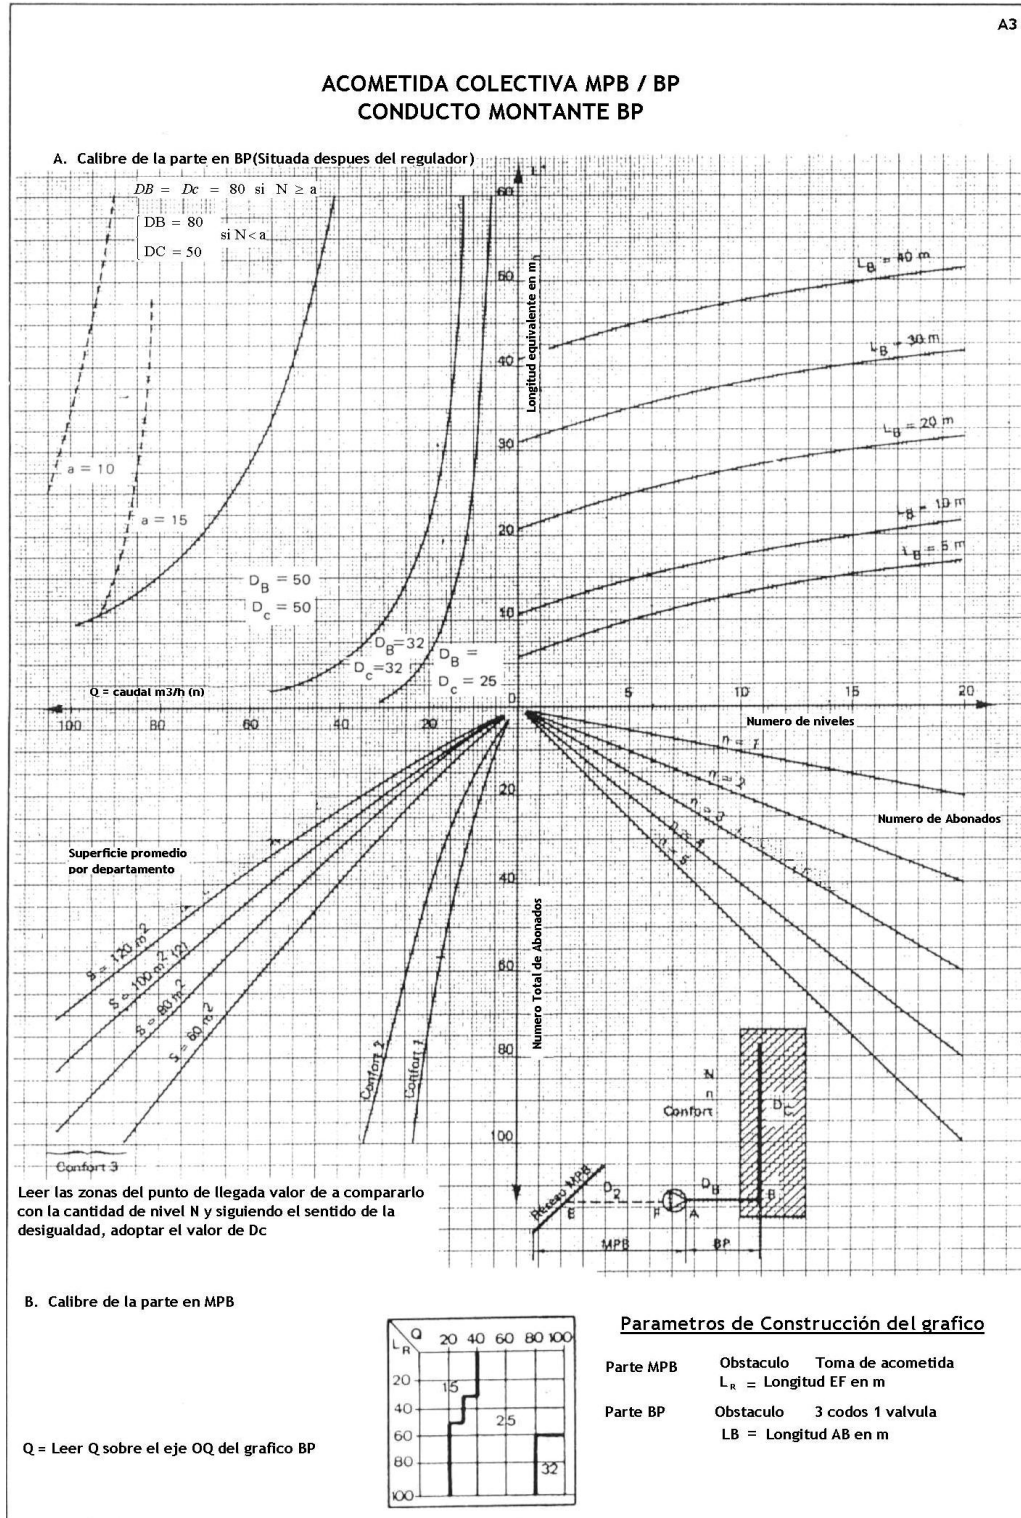 A3
ACOMETIDA COLECTIVA MPB / BP
CONDUCTO MONTANTE BP
A. Calibre de la parte en BP(Situada despues del regulador)
DB = Dc = 80 si N ≥ a
DB = 80
si N < a
DC = 50
60
50
40
30
20
10
0
Longitud equivalente en m
L_B = 40 m
L_B = 30 m
L_B = 20 m
L_B = 10 m
L_B = 5 m
a = 10
a = 15
D_B = 50
D_c = 50
D_B=32
D_c=32
D_B =
D_c = 25
Q = caudal m3/h (n)
100
80
60
40
20
5
10
15
20
Numero de niveles
n = 1
n = 2
n = 3
n = 4
n = 5
Numero de Abonados
20
40
60
80
100
Numero Total de Abonados
Superficie promedio
por departamento
S = 120 m²
S = 100 m² (2)
S = 80 m²
S = 60 m²
Confort 2
Confort 1
Confort 3
N
n
Confort
D_C
Réseau MPB
D_2
D_B
B
E
F
A
MPB
BP
Leer las zonas del punto de llegada valor de a compararlo
con la cantidad de nivel N y siguiendo el sentido de la
desigualdad, adoptar el valor de Dc
B. Calibre de la parte en MPB
Q
L_R
20 40 60 80 100
20
40
60
80
100
15
25
32
Q = Leer Q sobre el eje OQ del grafico BP
Parametros de Construcción del grafico
Parte MPB Obstaculo Toma de acometida
L_R = Longitud EF en m
Parte BP Obstaculo 3 codos 1 valvula
LB = Longitud AB en m